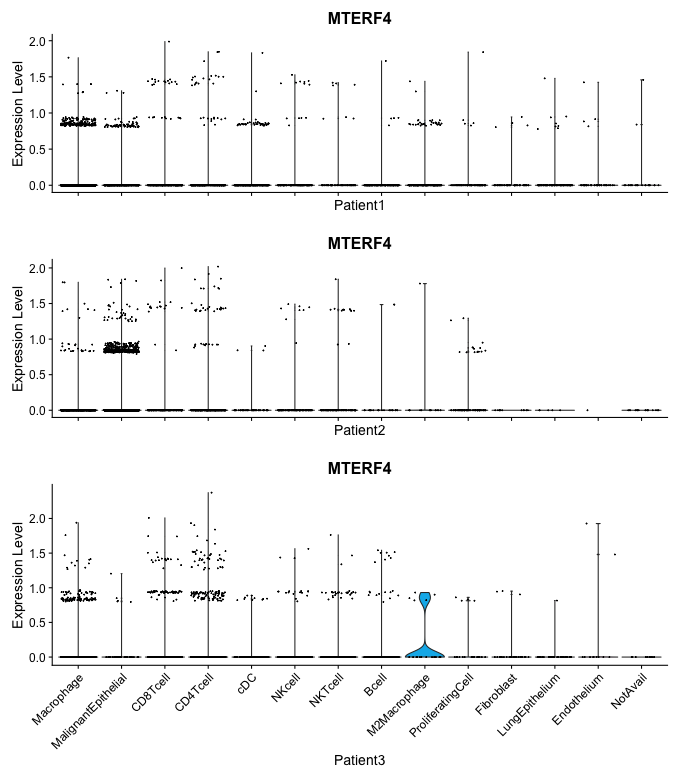 MTERF4
2.0
1.5
1.0
0.5
0.0
Expression Level
Patient1
MTERF4
2.0
1.5
1.0
0.5
0.0
Expression Level
Patient2
MTERF4
2.0
1.5
1.0
0.5
0.0
Expression Level
Macrophage
MalignantEpithelial
CD8Tcell
CD4Tcell
cDC
NKcell
NKTcell
Bcell
M2Macrophage
ProliferatingCell
Fibroblast
LungEpithelium
Endothelium
NotAvail
Patient3